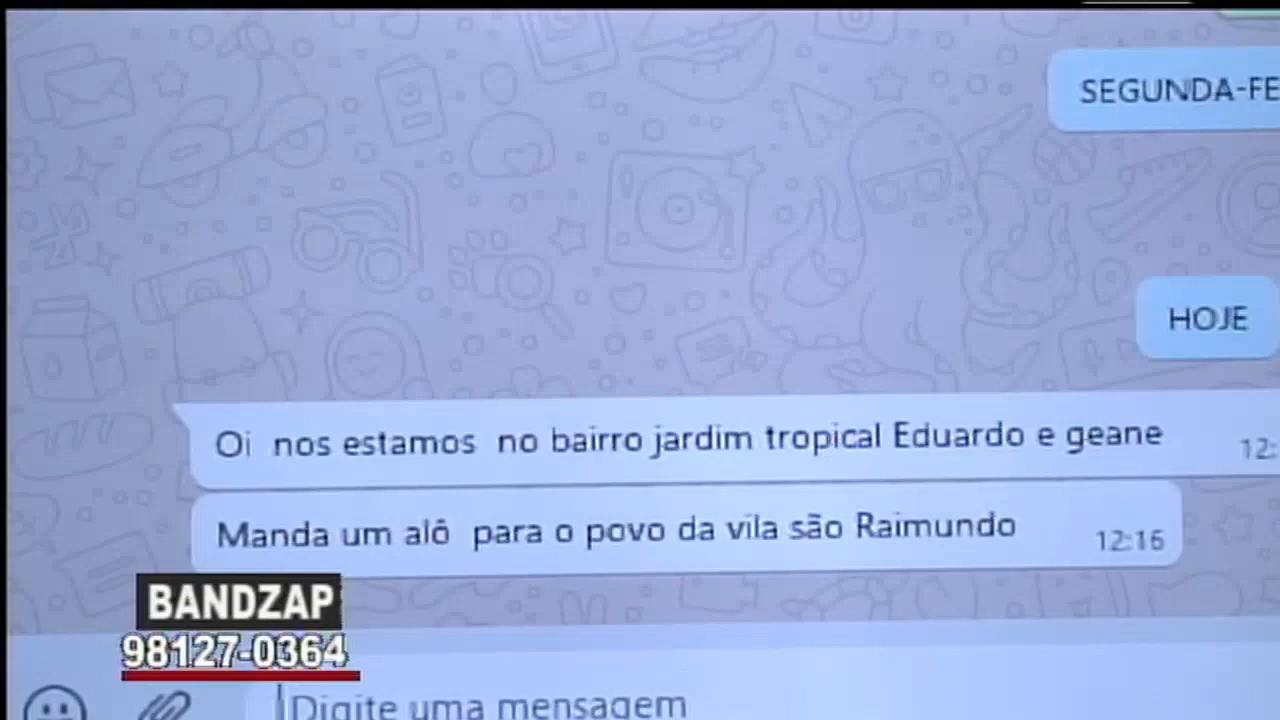 SEGUNDA-FE
HOJE
Oi nos estamos no bairro jardim tropical Eduardo e geane
12:
Manda um alô para o povo da vila são Raimundo
12:16
BANDZAP
98127-0364
Digite uma mensagem